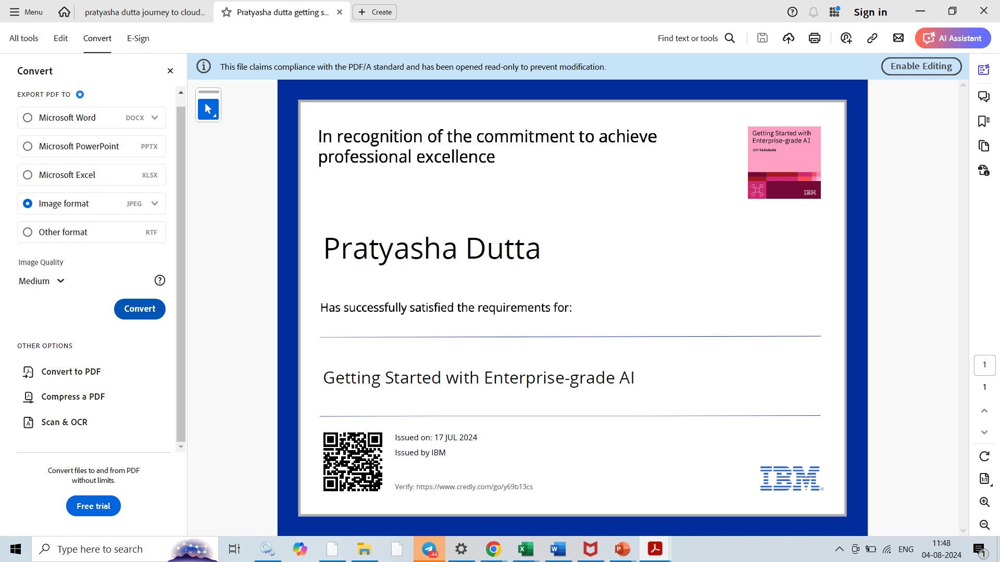 Menu
pratyasha dutta journey to cloud...
Pratyasha dutta getting s...
Create
Sign in
All tools
Edit
Convert
E-Sign
Find text or tools
AI Assistant
Convert
EXPORT PDF TO
Microsoft Word DOCX
Microsoft PowerPoint PPTX
Microsoft Excel XLSX
Image format JPEG
Other format RTF
Image Quality
Medium
Convert
OTHER OPTIONS
Convert to PDF
Compress a PDF
Scan & OCR
Convert files to and from PDF
without limits.
Free trial
This file claims compliance with the PDF/A standard and has been opened read-only to prevent modification.
Enable Editing
In recognition of the commitment to achieve
professional excellence
Getting Started with
Enterprise-grade AI
IBM SkillsBuild
IBM
Pratyasha Dutta
Has successfully satisfied the requirements for:
Getting Started with Enterprise-grade AI
Issued on: 17 JUL 2024
Issued by IBM
Verify: https://www.credly.com/go/y69b13cs
IBM®
1
1
1:1
Type here to search
..44
ENG
11:48
04-08-2024
1